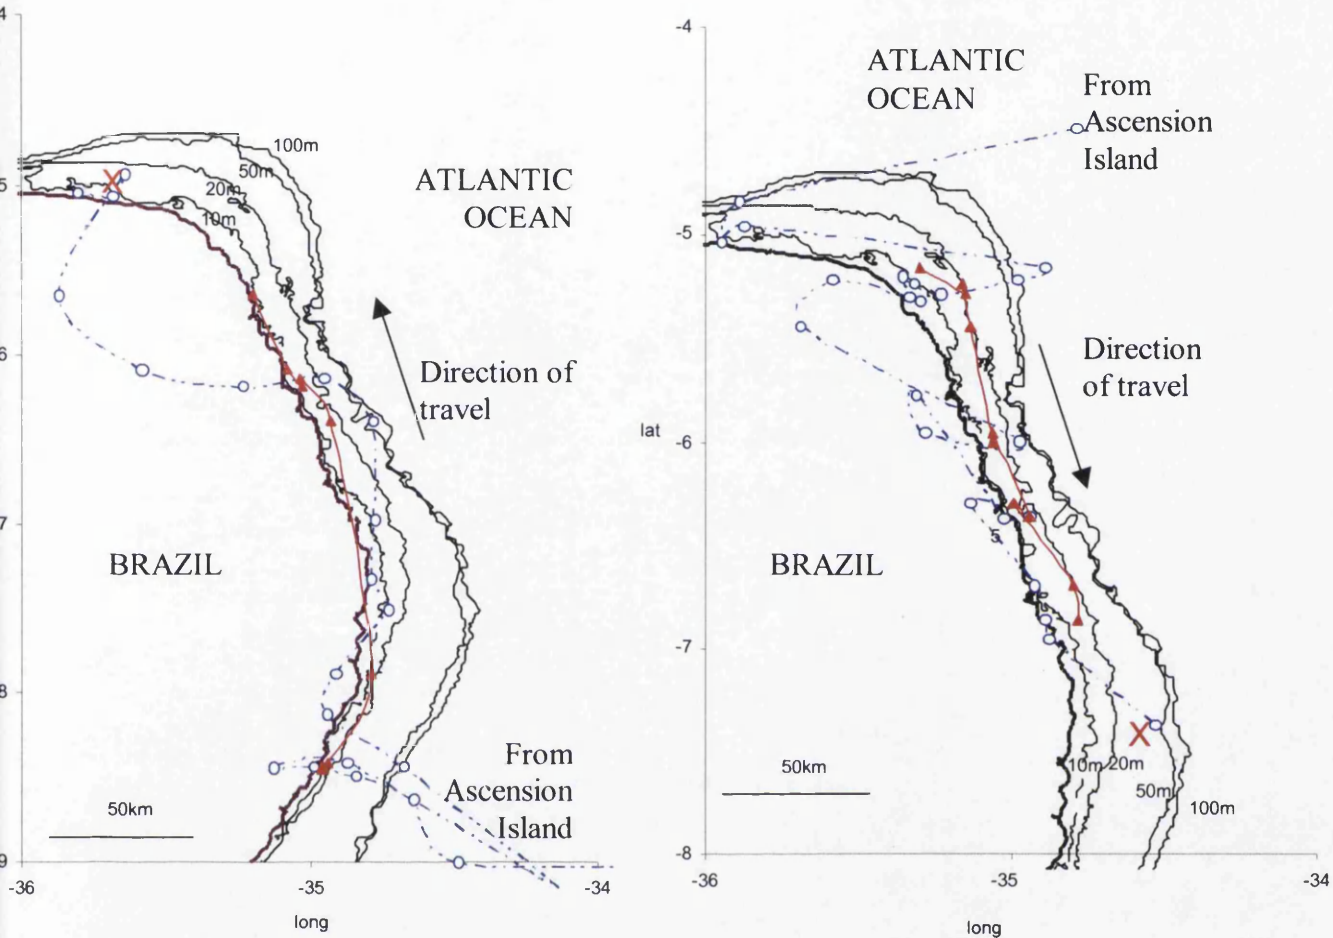 4
5
6
7
8
9
-36
-35
-34
long
100m
50m
20m
10m
ATLANTIC
OCEAN
Direction of
travel
BRAZIL
From
Ascension
Island
50km
-4
-5
-6
-7
-8
lat
-36
-35
-34
long
ATLANTIC
OCEAN
From
Ascension
Island
Direction
of travel
BRAZIL
50km
10m
20m
50m
100m